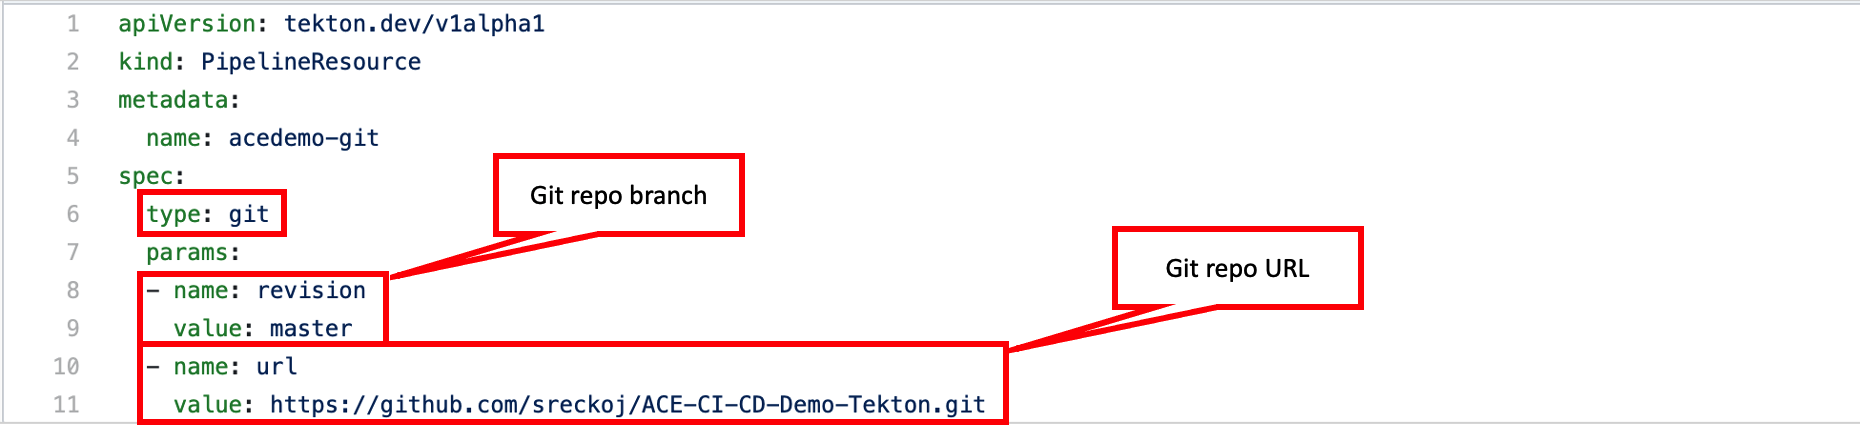 1 apiVersion: tekton.dev/v1alpha1
2 kind: PipelineResource
3 metadata:
4   name: acedemo-git
5 spec:
6   type: git
7   params:
8   - name: revision
9     value: master
10   - name: url
11     value: https://github.com/sreckoj/ACE-CI-CD-Demo-Tekton.git
Git repo branch
Git repo URL